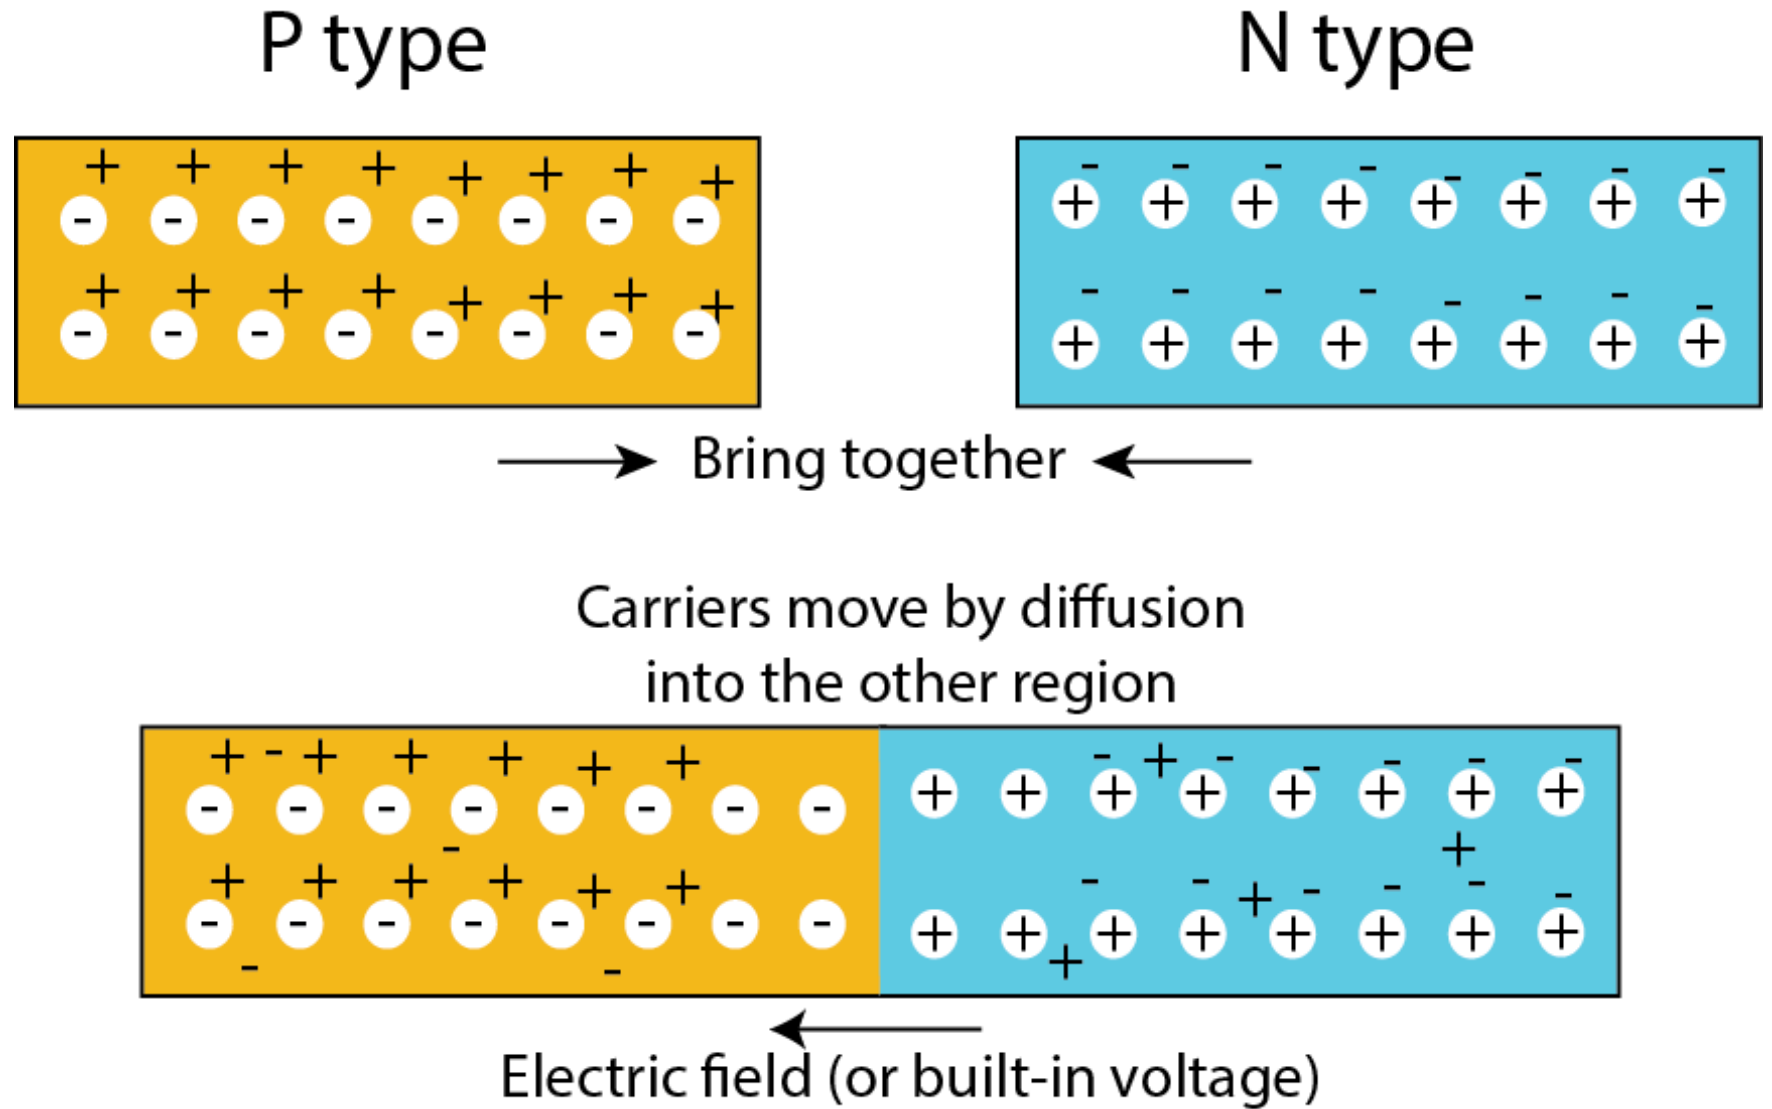 P type
N type
Bring together
Carriers move by diffusion
into the other region
Electric field (or built-in voltage)